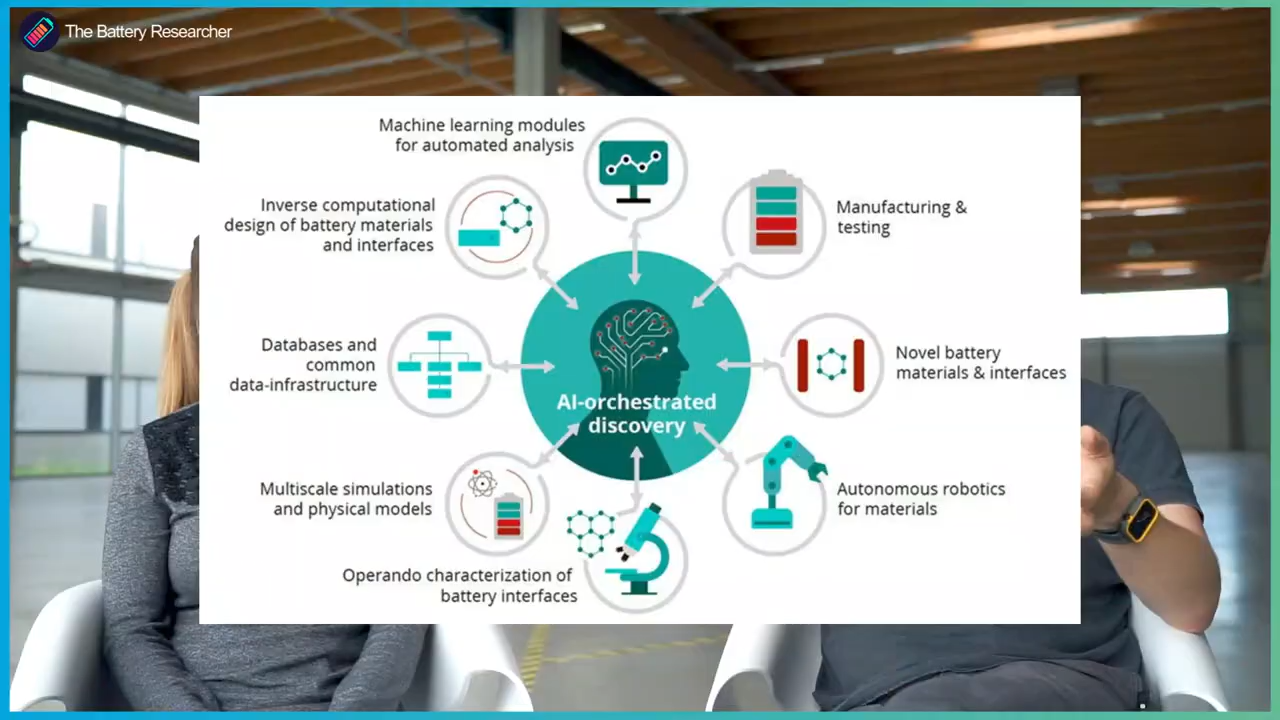 The Battery Researcher
Machine learning modules
for automated analysis
Inverse computational
design of battery materials
and interfaces
Manufacturing &
testing
Databases and
common
data-infrastructure
Novel battery
materials & interfaces
AI-orchestrated
discovery
Multiscale simulations
and physical models
Autonomous robotics
for materials
Operando characterization of
battery interfaces